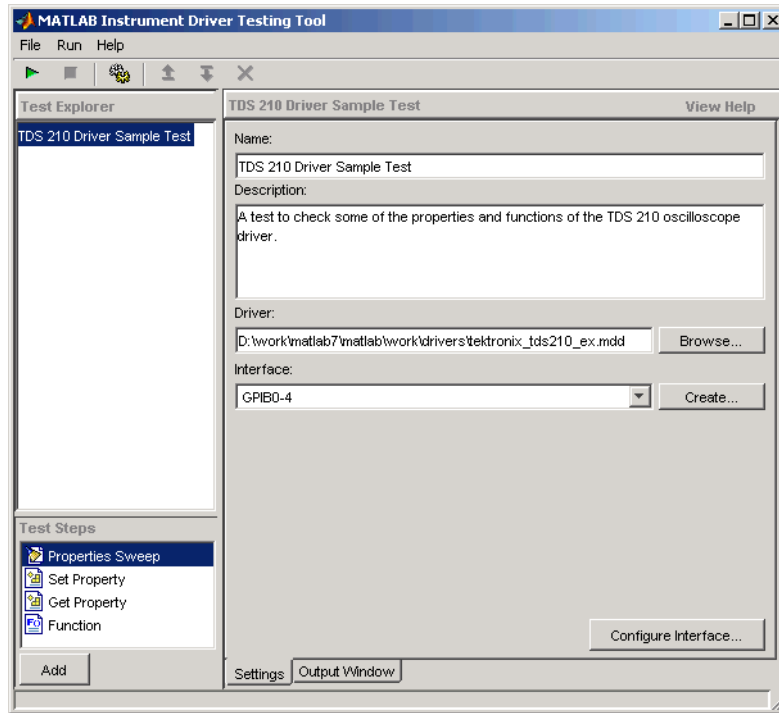 MATLAB Instrument Driver Testing Tool
File Run Help
Test Explorer
TDS 210 Driver Sample Test
TDS 210 Driver Sample Test View Help
Name:
TDS 210 Driver Sample Test
Description:
A test to check some of the properties and functions of the TDS 210 oscilloscope
driver.
Driver:
D:\work\matlab7\matlab\work\drivers\tektronix_tds210_ex.mdd Browse...
Interface:
GPIB0-4 Create...
Test Steps
Properties Sweep
Set Property
Get Property
Function
Add
Configure Interface...
Settings Output Window